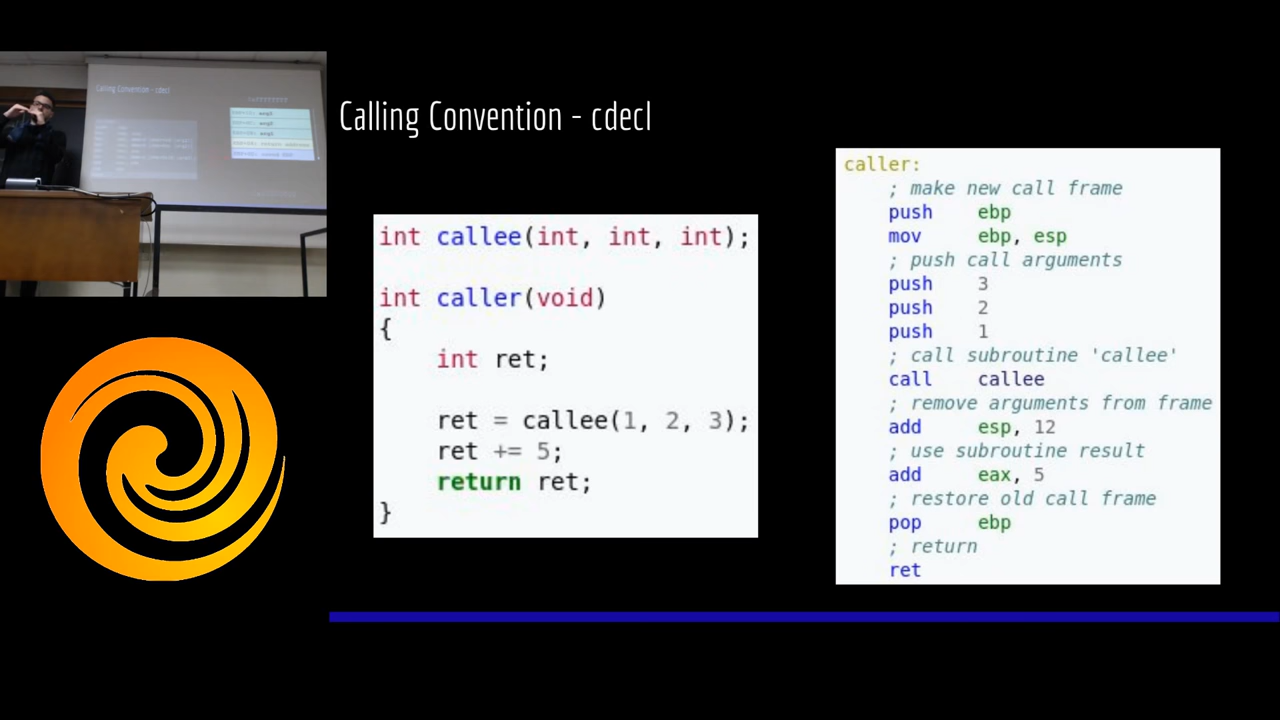 Calling Convention - cdecl
Calling Convention - cdecl
int callee(int, int, int);
int caller(void)
{
int ret;
ret = callee(1, 2, 3);
ret += 5;
return ret;
}
caller:
; make new call frame
push ebp
mov ebp, esp
; push call arguments
push 3
push 2
push 1
; call subroutine 'callee'
call callee
; remove arguments from frame
add esp, 12
; use subroutine result
add eax, 5
; restore old call frame
pop ebp
; return
ret